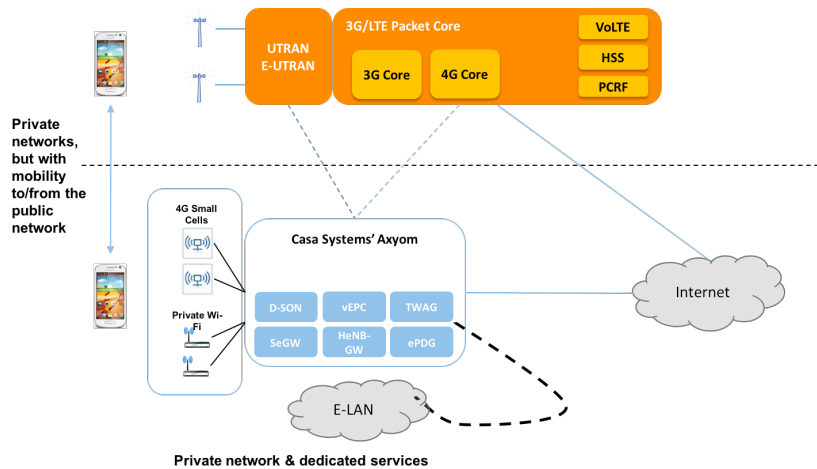 3G/LTE Packet Core
UTRAN
E-UTRAN
3G Core
4G Core
VoLTE
HSS
PCRF
Private
networks,
but with
mobility
to/from the
public
network
4G Small
Cells
Private Wi-
Fi
Casa Systems' Axyom
D-SON
vEPC
TWAG
SeGW
HeNB-
GW
ePDG
Internet
E-LAN
Private network & dedicated services